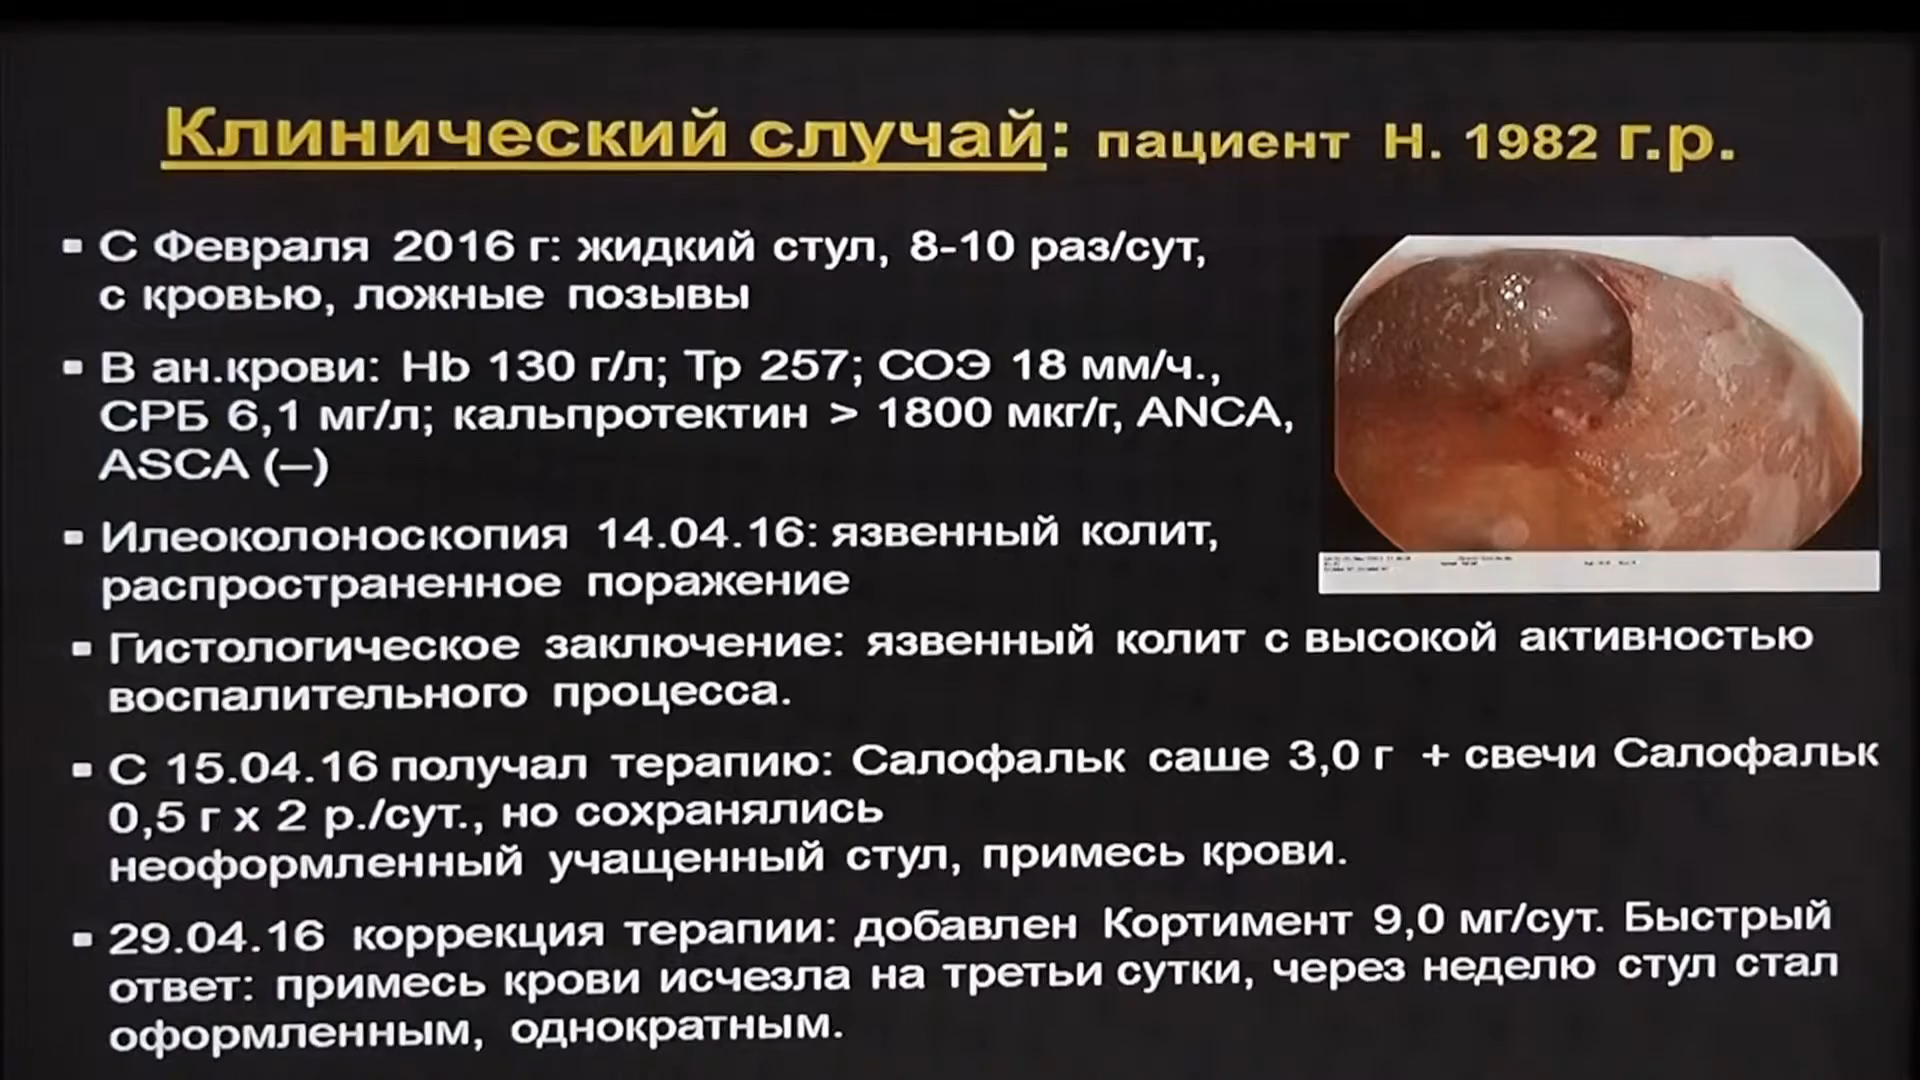 Клинический случай: пациент Н. 1982 г.р.
С Февраля 2016 г: жидкий стул, 8-10 раз/сут,
с кровью, ложные позывы
В ан.крови: Hb 130 г/л; Тр 257; СОЭ 18 мм/ч.,
СРБ 6,1 мг/л; кальпротектин > 1800 мкг/г, ANCA,
ASCA (–)
Илеоколоноскопия 14.04.16: язвенный колит,
распространенное поражение
Гистологическое заключение: язвенный колит с высокой активностью
воспалительного процесса.
С 15.04.16 получал терапию: Салофальк саше 3,0 г + свечи Салофальк
0,5 г х 2 р./сут., но сохранялись
неоформленный учащенный стул, примесь крови.
29.04.16 коррекция терапии: добавлен Кортимент 9,0 мг/сут. Быстрый
ответ: примесь крови исчезла на третьи сутки, через неделю стул стал
оформленным, однократным.